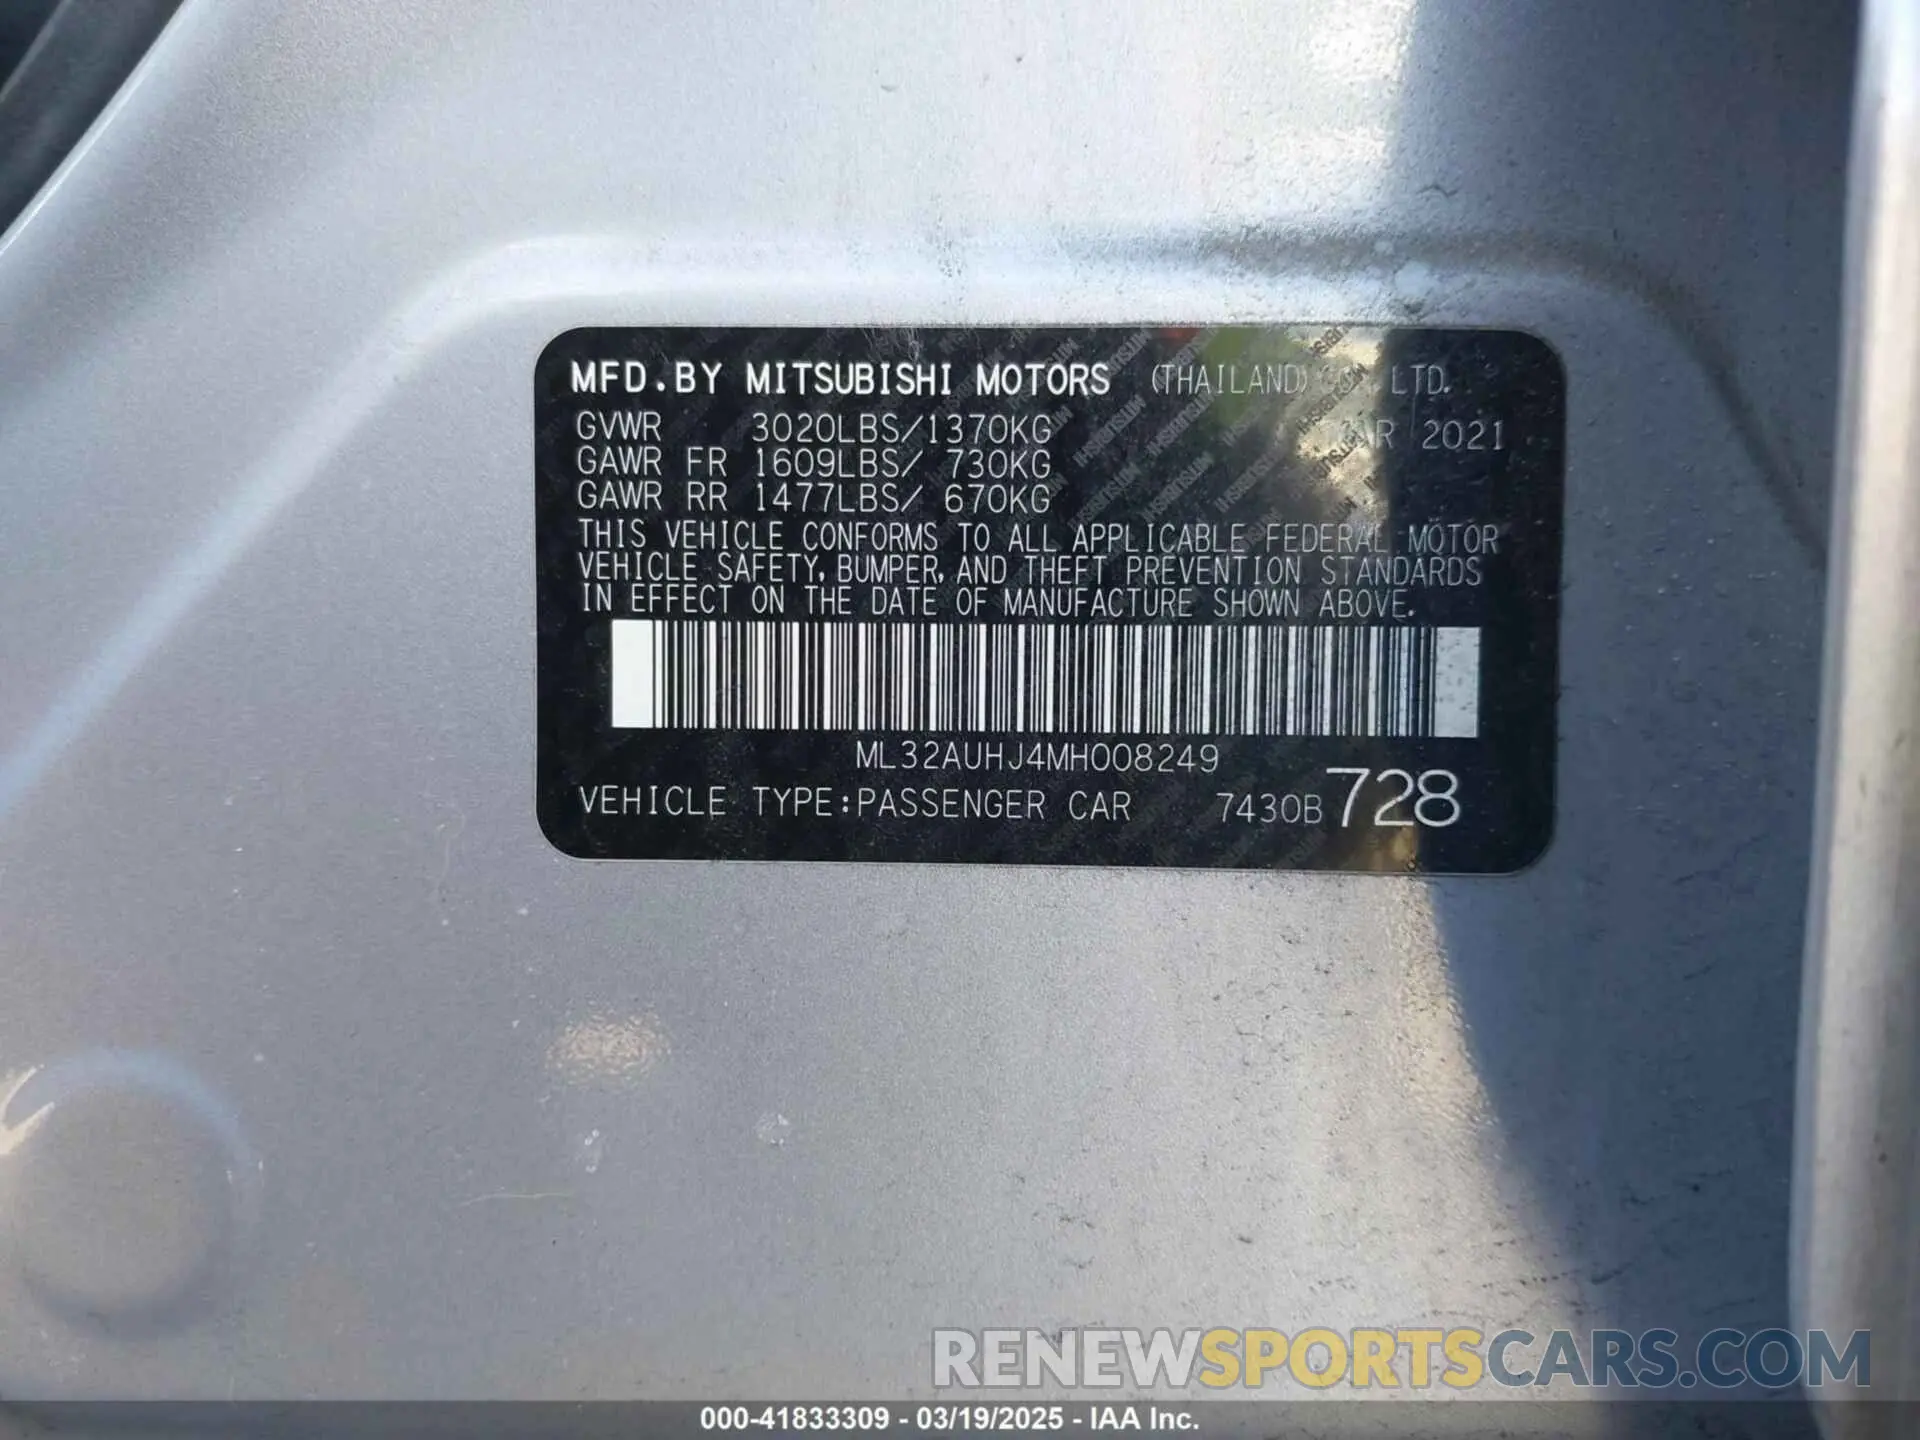 MFD.BY MITSUBISHI MOTORS (THAILAND) CO., LTD.
GVWR 3020LBS/1370KG MAR 2021
GAWR FR 1609LBS/ 730KG
GAWR RR 1477LBS/ 670KG
THIS VEHICLE CONFORMS TO ALL APPLICABLE FEDERAL MOTOR
VEHICLE SAFETY, BUMPER, AND THEFT PREVENTION STANDARDS
IN EFFECT ON THE DATE OF MANUFACTURE SHOWN ABOVE.
ML32AUHJ4MH008249
VEHICLE TYPE:PASSENGER CAR 7430B 728
RENEWSPORTSCARS.COM
000-41833309 - 03/19/2025 - IAA Inc.